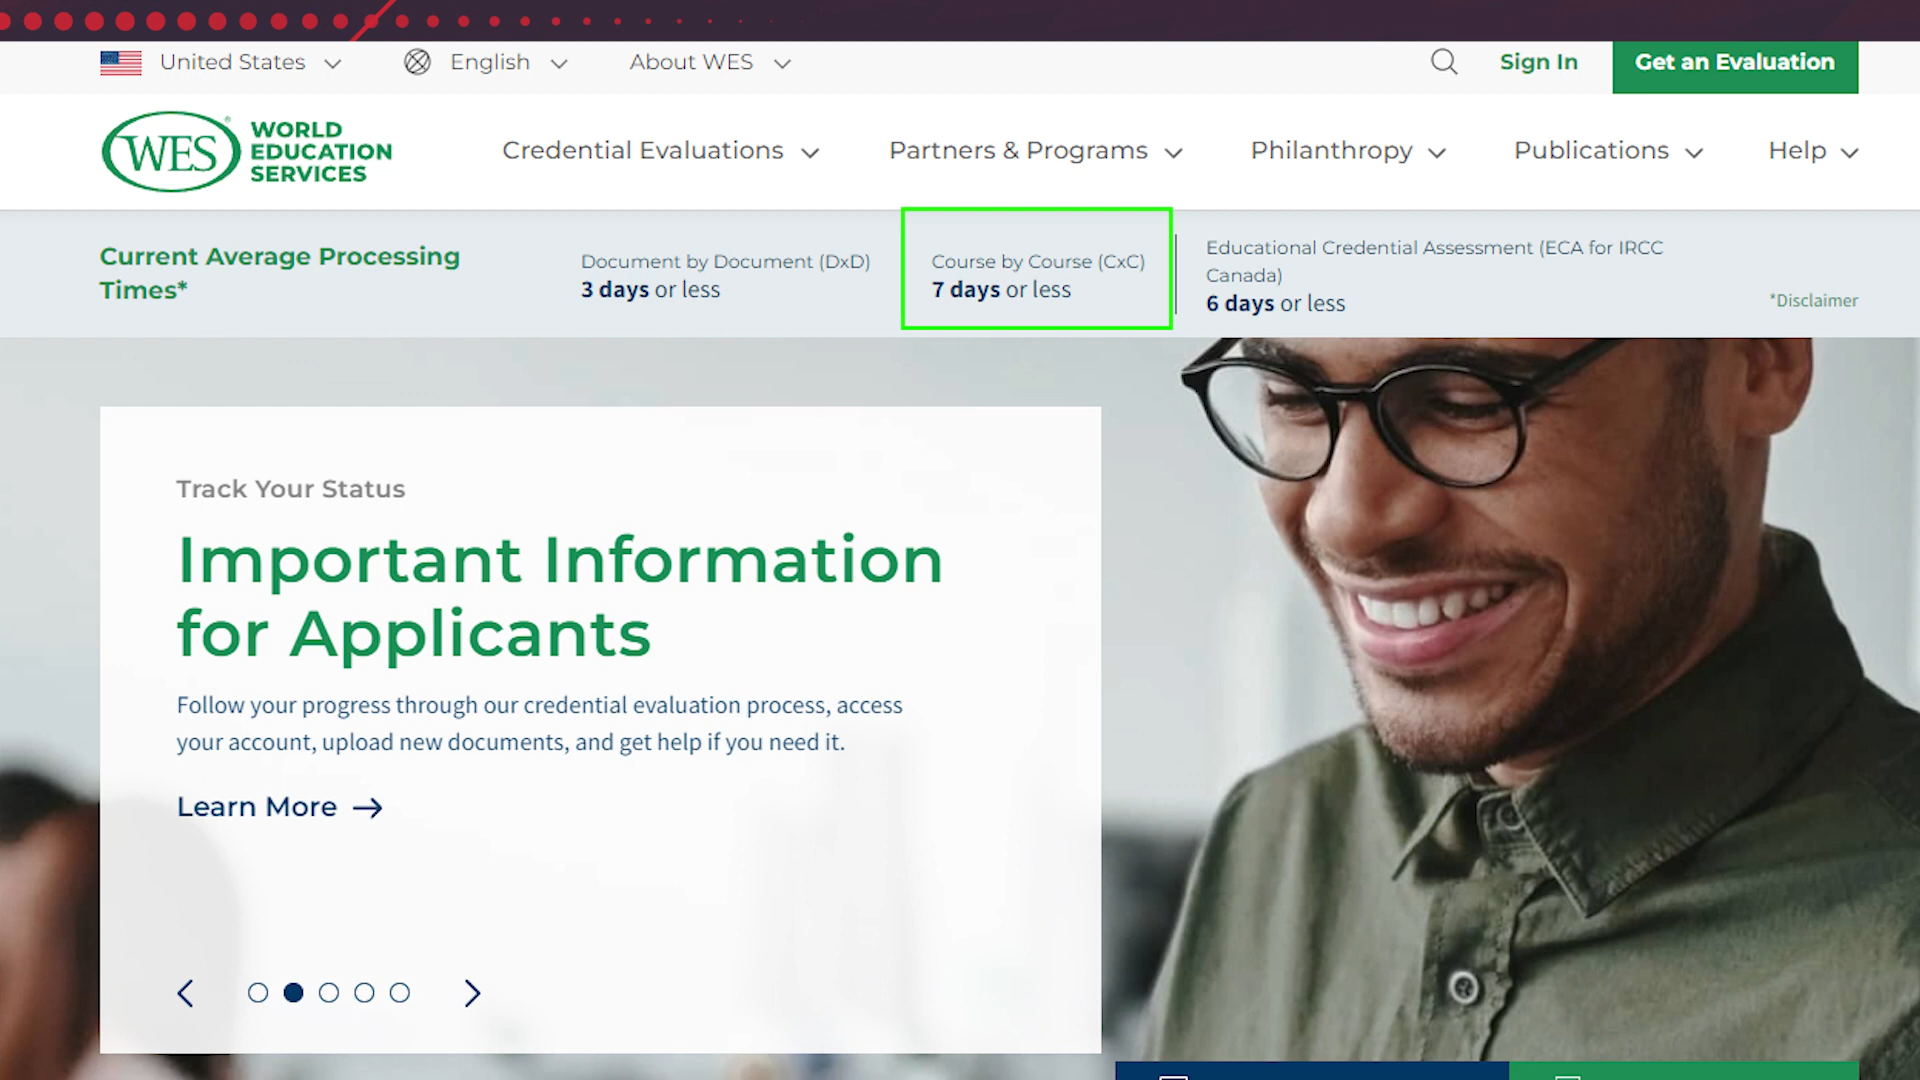 United States
English
About WES
Sign In
Get an Evaluation
WES®
WORLD
EDUCATION
SERVICES
Credential Evaluations
Partners & Programs
Philanthropy
Publications
Help
Current Average Processing
Times*
Document by Document (DxD)
3 days or less
Course by Course (CxC)
7 days or less
Educational Credential Assessment (ECA for IRCC
Canada)
6 days or less
*Disclaimer
Track Your Status
Important Information
for Applicants
Follow your progress through our credential evaluation process, access
your account, upload new documents, and get help if you need it.
Learn More